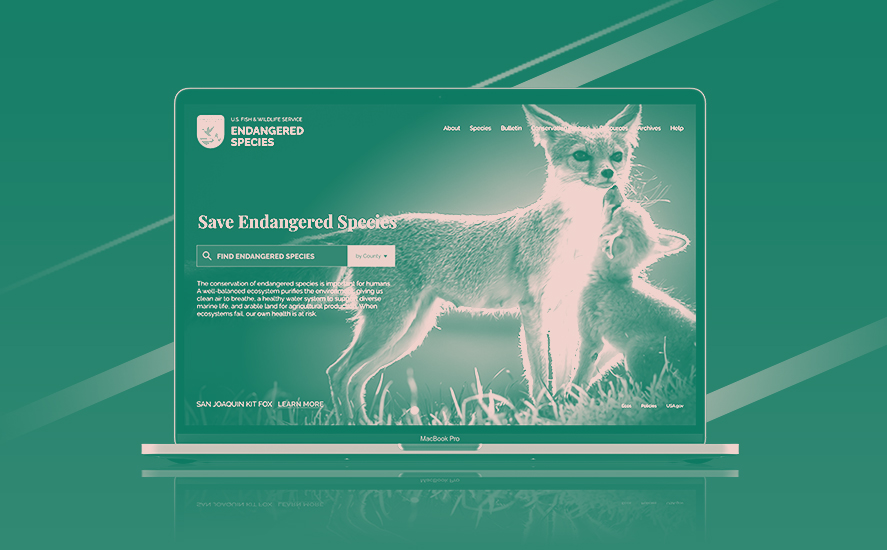 U.S. FISH & WILDLIFE SERVICE
ENDANGERED
SPECIES
About Species Bulletin Conservation Resources Archives Help
Save Endangered Species
FIND ENDANGERED SPECIES by County
The conservation of endangered species is important for humans.
A well-balanced ecosystem purifies the environment, giving us
clean air to breathe, a healthy water system to support diverse
marine life, and arable land for agricultural production. When
ecosystems fail, our own health is at risk.
SAN JOAQUIN KIT FOX LEARN MORE
Policies USA.gov
MacBook Pro